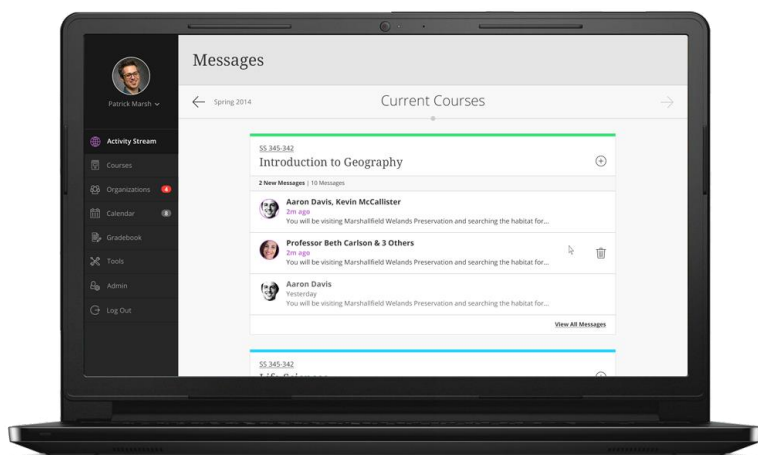 Messages
Patrick Marsh
Spring 2014
Current Courses
Activity Stream
Courses
Organizations 4
Calendar 8
Gradebook
Tools
Admin
Log Out
SS 345-342
Introduction to Geography
2 New Messages | 10 Messages
Aaron Davis, Kevin McCallister
2m ago
You will be visiting Marshallfield Welands Preservation and searching the habitat for...
Professor Beth Carlson & 3 Others
2m ago
You will be visiting Marshallfield Welands Preservation and searching the habitat for...
Aaron Davis
Yesterday
You will be visiting Marshallfield Welands Preservation and searching the habitat for...
View All Messages
SS 345-342